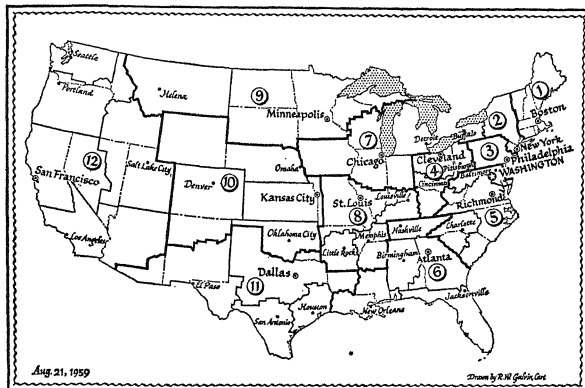 Seattle
Portland
Helena
⑨
Minneapolis
①
Boston
②
⑦
Detroit
Buffalo
New York
③
Philadelphia
Chicago
Cleveland
④
Pittsburgh
Baltimore
WASHINGTON
Cincinnati
⑫
Salt Lake City
San Francisco
Omaha
Denver
⑩
Kansas City
St. Louis
⑧
Louisville
Richmond
⑤
Los Angeles
Oklahoma City
Memphis
Nashville
Charlotte
Little Rock
Birmingham
Atlanta
⑥
Dallas
⑪
El Paso
Houston
San Antonio
New Orleans
Jacksonville
Aug. 21, 1959
Drawn by R.W. Galvin, Cart.